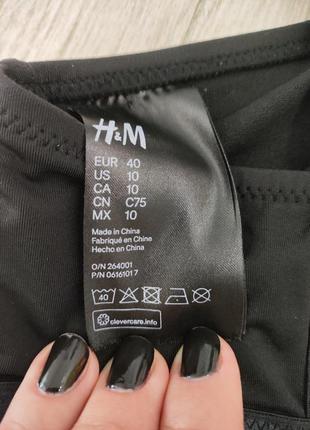 H&M
EUR 40
US 10
CA 10
CN C75
MX 10
Made in China
Fabriqué en Chine
Hecho en China
O/N 264001
P/N 06161017
40
clevercare.info